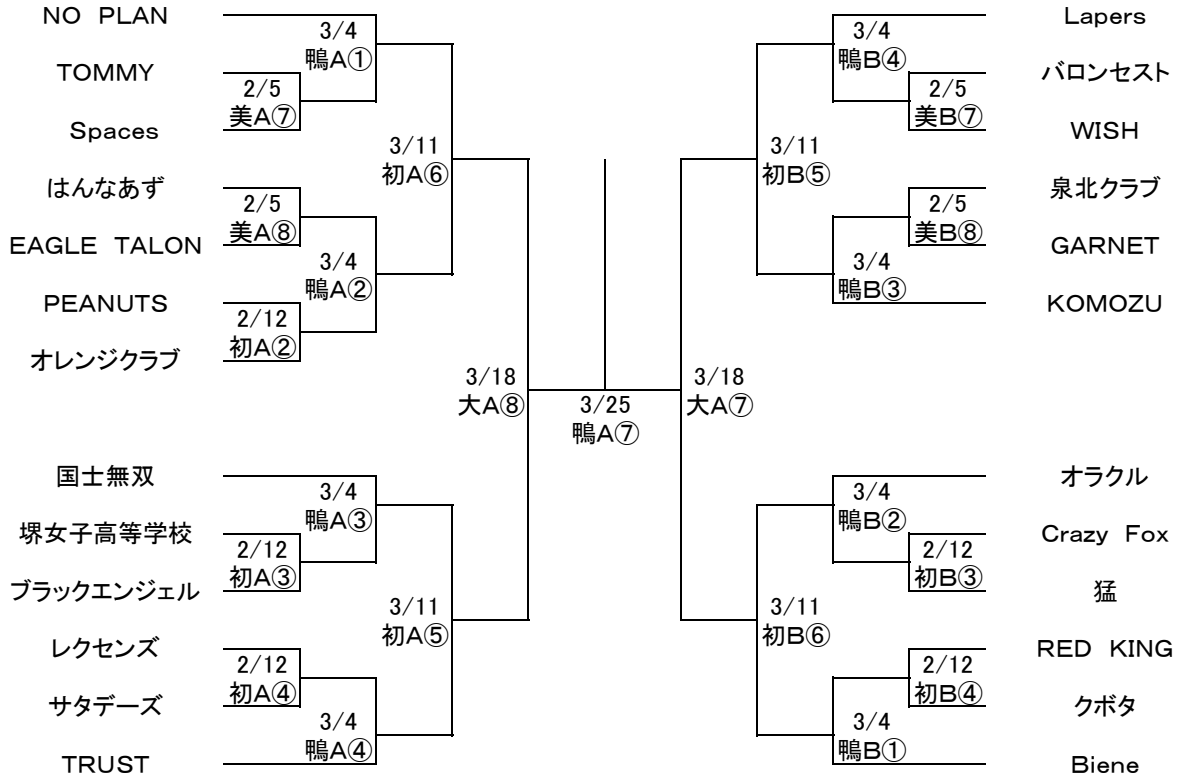 NO PLAN
3/4
鴨A①
TOMMY
2/5
美A⑦
Spaces
3/11
初A⑥
はんなあず
2/5
美A⑧
EAGLE TALON
3/4
鴨A②
PEANUTS
2/12
初A②
オレンジクラブ
3/18
大A⑧
国士無双
3/4
鴨A③
堺女子高等学校
2/12
初A③
ブラックエンジェル
3/11
初A⑤
レクセンズ
2/12
初A④
サタデーズ
3/4
鴨A④
TRUST
3/25
鴨A⑦
Lapers
3/4
鴨B④
バロンセスト
2/5
美B⑦
WISH
3/11
初B⑤
泉北クラブ
2/5
美B⑧
GARNET
3/4
鴨B③
KOMOZU
3/18
大A⑦
オラクル
3/4
鴨B②
Crazy Fox
2/12
初B③
猛
3/11
初B⑥
RED KING
2/12
初B④
クボタ
3/4
鴨B①
Biene